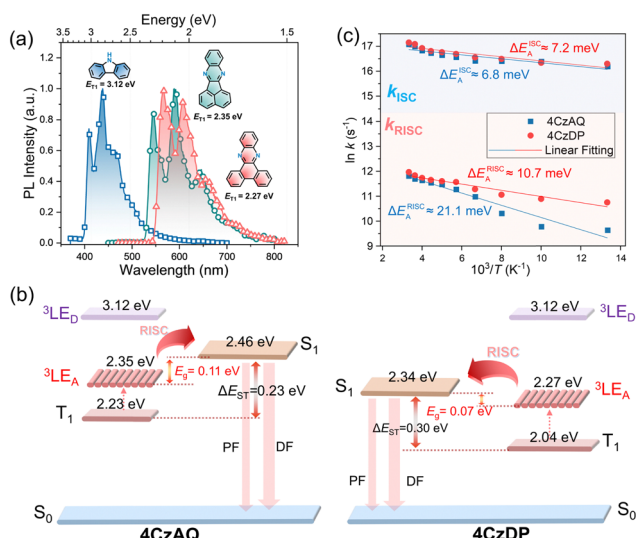 Energy (eV)
3.5 3 2.5 2 1.5
(a)
PL Intensity (a.u.)
1.0
0.8
0.6
0.4
0.2
0.0
H
N
E_T1 = 3.12 eV
N N
E_T1 = 2.35 eV
N N
E_T1 = 2.27 eV
400 500 600 700 800
Wavelength (nm)
(c)
ln k (s⁻¹)
17
16
15
12
11
10
9
ΔE_A^ISC ≈ 7.2 meV
ΔE_A^ISC ≈ 6.8 meV
k_ISC
k_RISC
4CzAQ
4CzDP
Linear Fitting
ΔE_A^RISC ≈ 10.7 meV
ΔE_A^RISC ≈ 21.1 meV
4 6 8 10 12 14
10³/T (K⁻¹)
(b)
³LE_D
3.12 eV
RISC
2.46 eV
S₁
2.35 eV
³LE_A
E_g= 0.11 eV
2.23 eV
T₁
ΔE_ST=0.23 eV
PF
DF
S₀
4CzAQ
3.12 eV
³LE_D
RISC
2.34 eV
S₁
2.27 eV
³LE_A
E_g= 0.07 eV
ΔE_ST=0.30 eV
2.04 eV
T₁
PF
DF
S₀
4CzDP